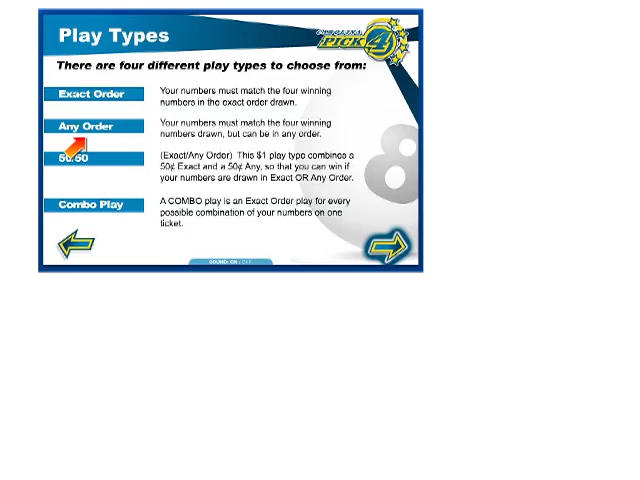 Play Types
CAROLINA
PICK 4
There are four different play types to choose from:
Exact Order
Your numbers must match the four winning
numbers in the exact order drawn.
Any Order
Your numbers must match the four winning
numbers drawn, but can be in any order.
50/50
(Exact/Any Order) This $1 play type combines a
50¢ Exact and a 50¢ Any, so that you can win if
your numbers are drawn in Exact OR Any Order.
8
Combo Play
A COMBO play is an Exact Order play for every
possible combination of your numbers on one
ticket.
SOUND: ON / OFF